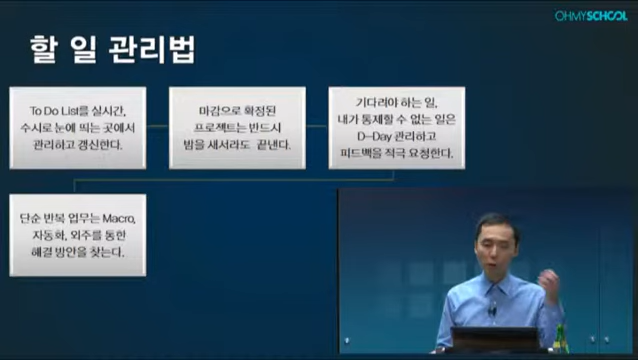 OHMYSCHOOL
할 일 관리법
To Do List를 실시간,
수시로 눈에 띄는 곳에서
관리하고 갱신한다.
마감으로 확정된
프로젝트는 반드시
밤을 새서라도 끝낸다.
기다려야 하는 일,
내가 통제할 수 없는 일은
D-Day 관리하고
피드백을 적극 요청한다.
단순 반복 업무는 Macro,
자동화, 외주를 통한
해결 방안을 찾는다.